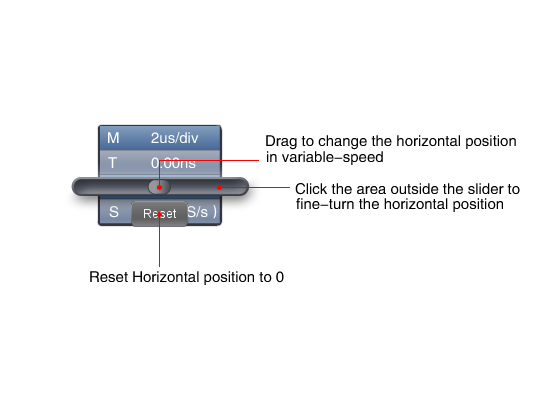 M 2us/div
T 0.00ns
S S/s )
Reset
Drag to change the horizontal position
in variable-speed
Click the area outside the slider to
fine-turn the horizontal position
Reset Horizontal position to 0